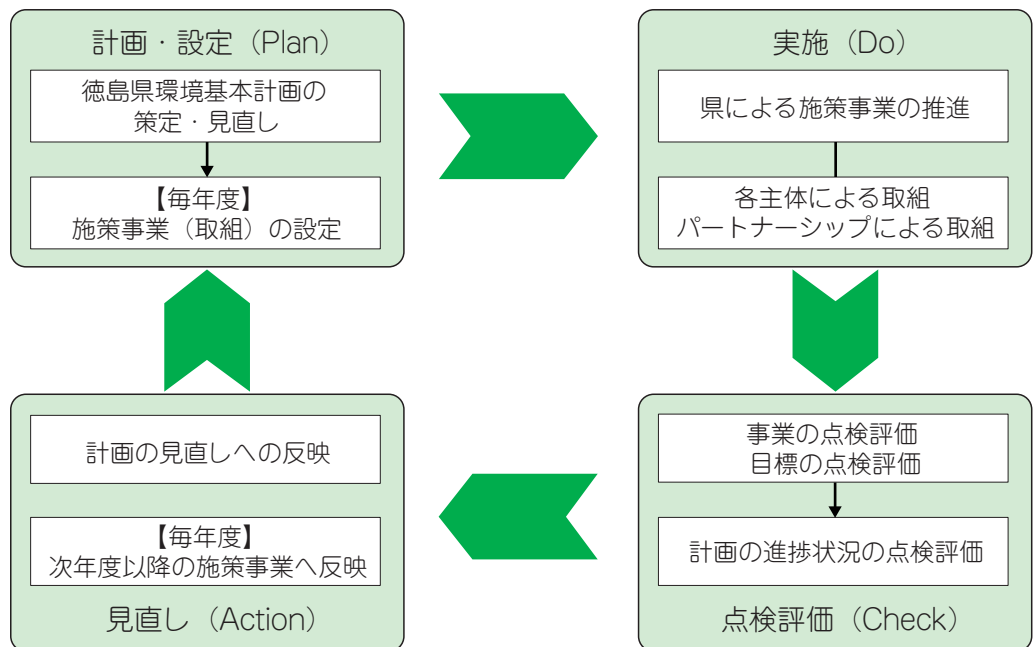 計画・設定（Plan）
徳島県環境基本計画の
策定・見直し
【毎年度】
施策事業（取組）の設定
実施（Do）
県による施策事業の推進
各主体による取組
パートナーシップによる取組
事業の点検評価
目標の点検評価
計画の進捗状況の点検評価
点検評価（Check）
計画の見直しへの反映
【毎年度】
次年度以降の施策事業へ反映
見直し（Action）